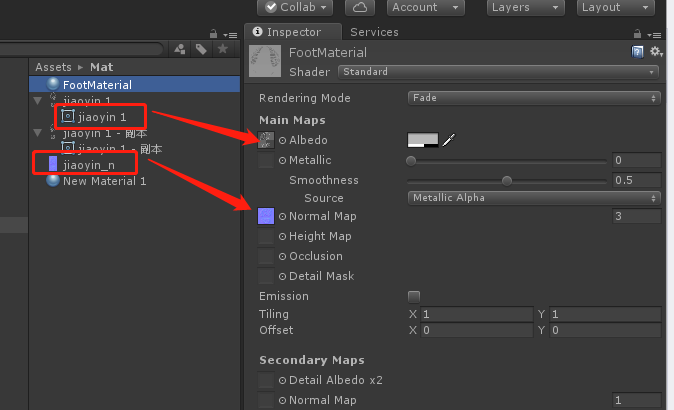 Collab
Account
Layers
Layout
Inspector
Services
Assets
Mat
FootMaterial
jiaoyin 1
jiaoyin 1
jiaoyin 1 - 副本
jiaoyin 1 - 副本
jiaoyin_n
New Material 1
FootMaterial
Shader Standard
Rendering Mode Fade
Main Maps
Albedo
Metallic 0
Smoothness 0.5
Source Metallic Alpha
Normal Map 3
Height Map
Occlusion
Detail Mask
Emission
Tiling X 1 Y 1
Offset X 0 Y 0
Secondary Maps
Detail Albedo x2
Normal Map 1